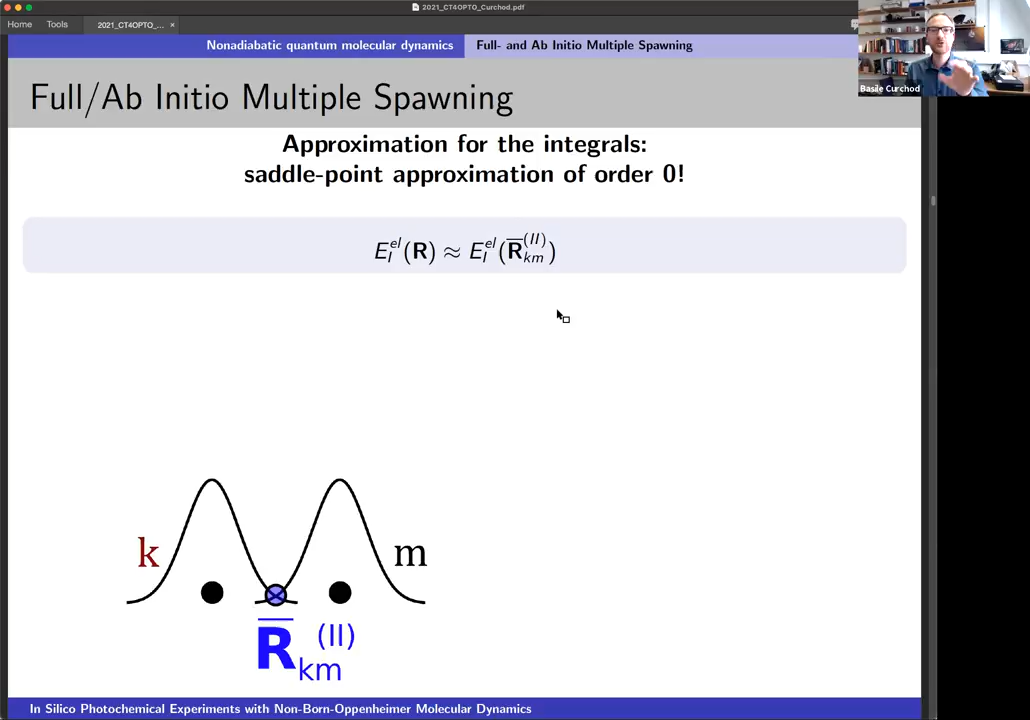 2021_CT4OPTO_Curchod.pdf
Home Tools 2021_CT4OPTO_... ×
Nonadiabatic quantum molecular dynamics Full- and Ab Initio Multiple Spawning
Basile Curchod
Full/Ab Initio Multiple Spawning
Approximation for the integrals:
saddle-point approximation of order 0!
E_I^{el}(R) ≈ E_I^{el}(R̅_{km}^{(II)})
k m
R̅_{km}^{(II)}
In Silico Photochemical Experiments with Non-Born-Oppenheimer Molecular Dynamics